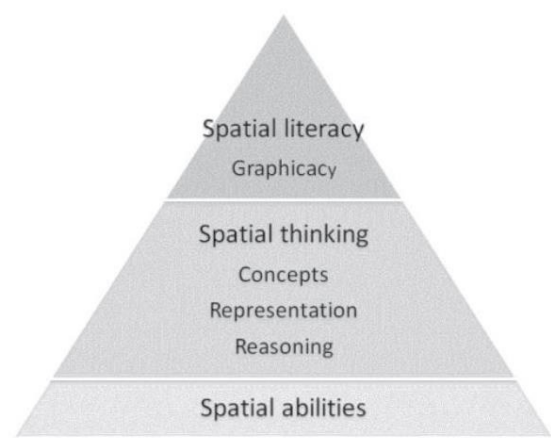 Spatial literacy
Graphicacy
Spatial thinking
Concepts
Representation
Reasoning
Spatial abilities